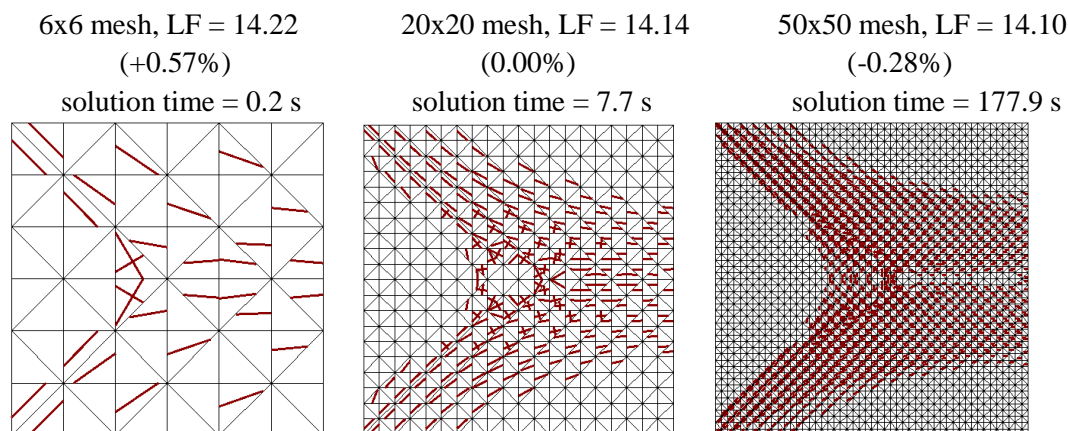 6x6 mesh, LF = 14.22
(+0.57%)
solution time = 0.2 s
20x20 mesh, LF = 14.14
(0.00%)
solution time = 7.7 s
50x50 mesh, LF = 14.10
(-0.28%)
solution time = 177.9 s